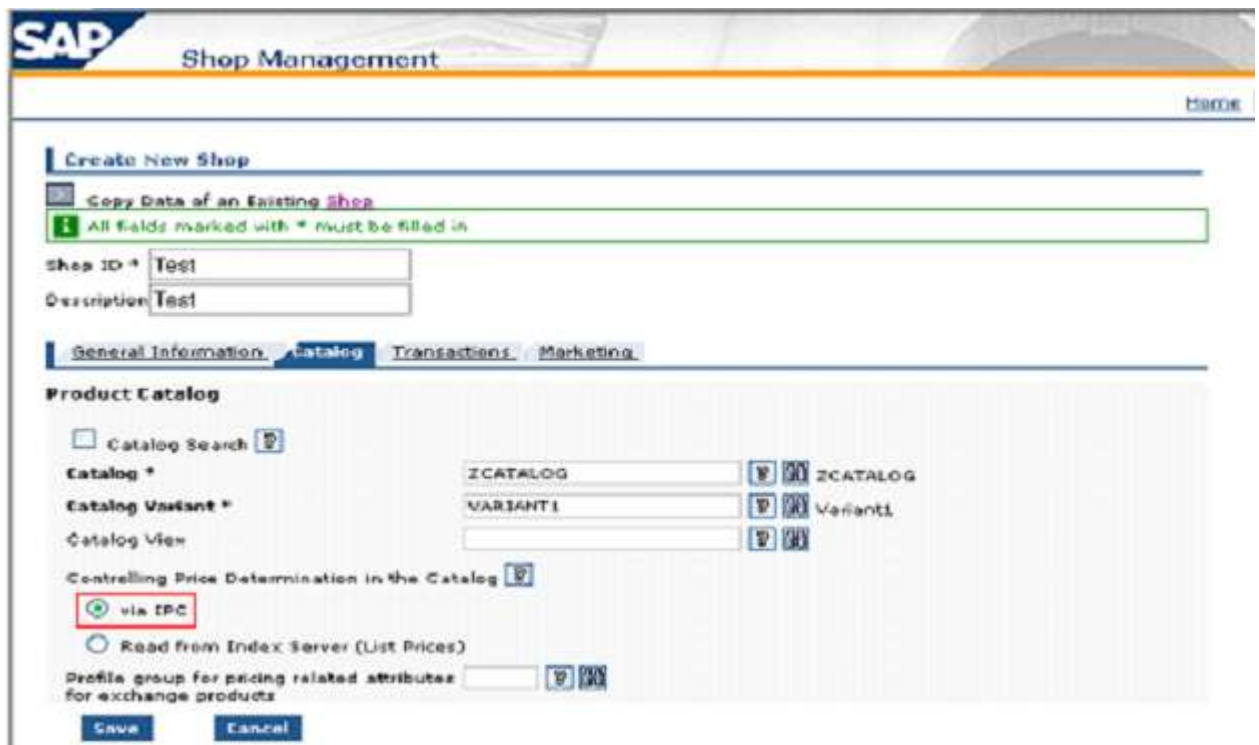 SAP
Shop Management
Home
Create New Shop
Copy Data of an Existing Shop
All fields marked with * must be filled in
Shop ID * Test
Description Test
General Information Catalog Transactions Marketing
Product Catalog
Catalog Search
Catalog * ZCATALOG ZCATALOG
Catalog Variant * VARIANT1 Variant1
Catalog View
Controlling Price Determination in the Catalog
via IPC
Read from Index Server (List Prices)
Profile group for pricing related attributes
for exchange products
Save Cancel